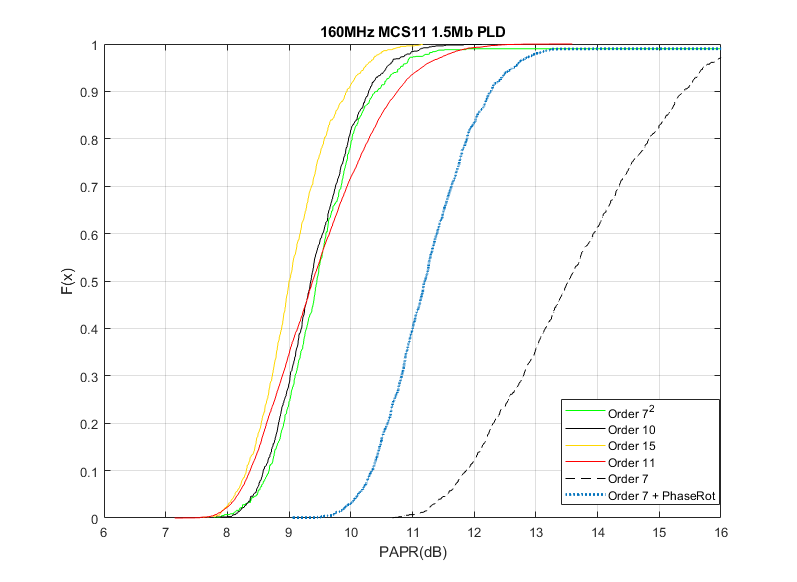 160MHz MCS11 1.5Mb PLD
1
0.9
0.8
0.7
0.6
0.5
0.4
0.3
0.2
0.1
0
F(x)
Order 7^2
Order 10
Order 15
Order 11
Order 7
Order 7 + PhaseRot
6 7 8 9 10 11 12 13 14 15 16
PAPR(dB)